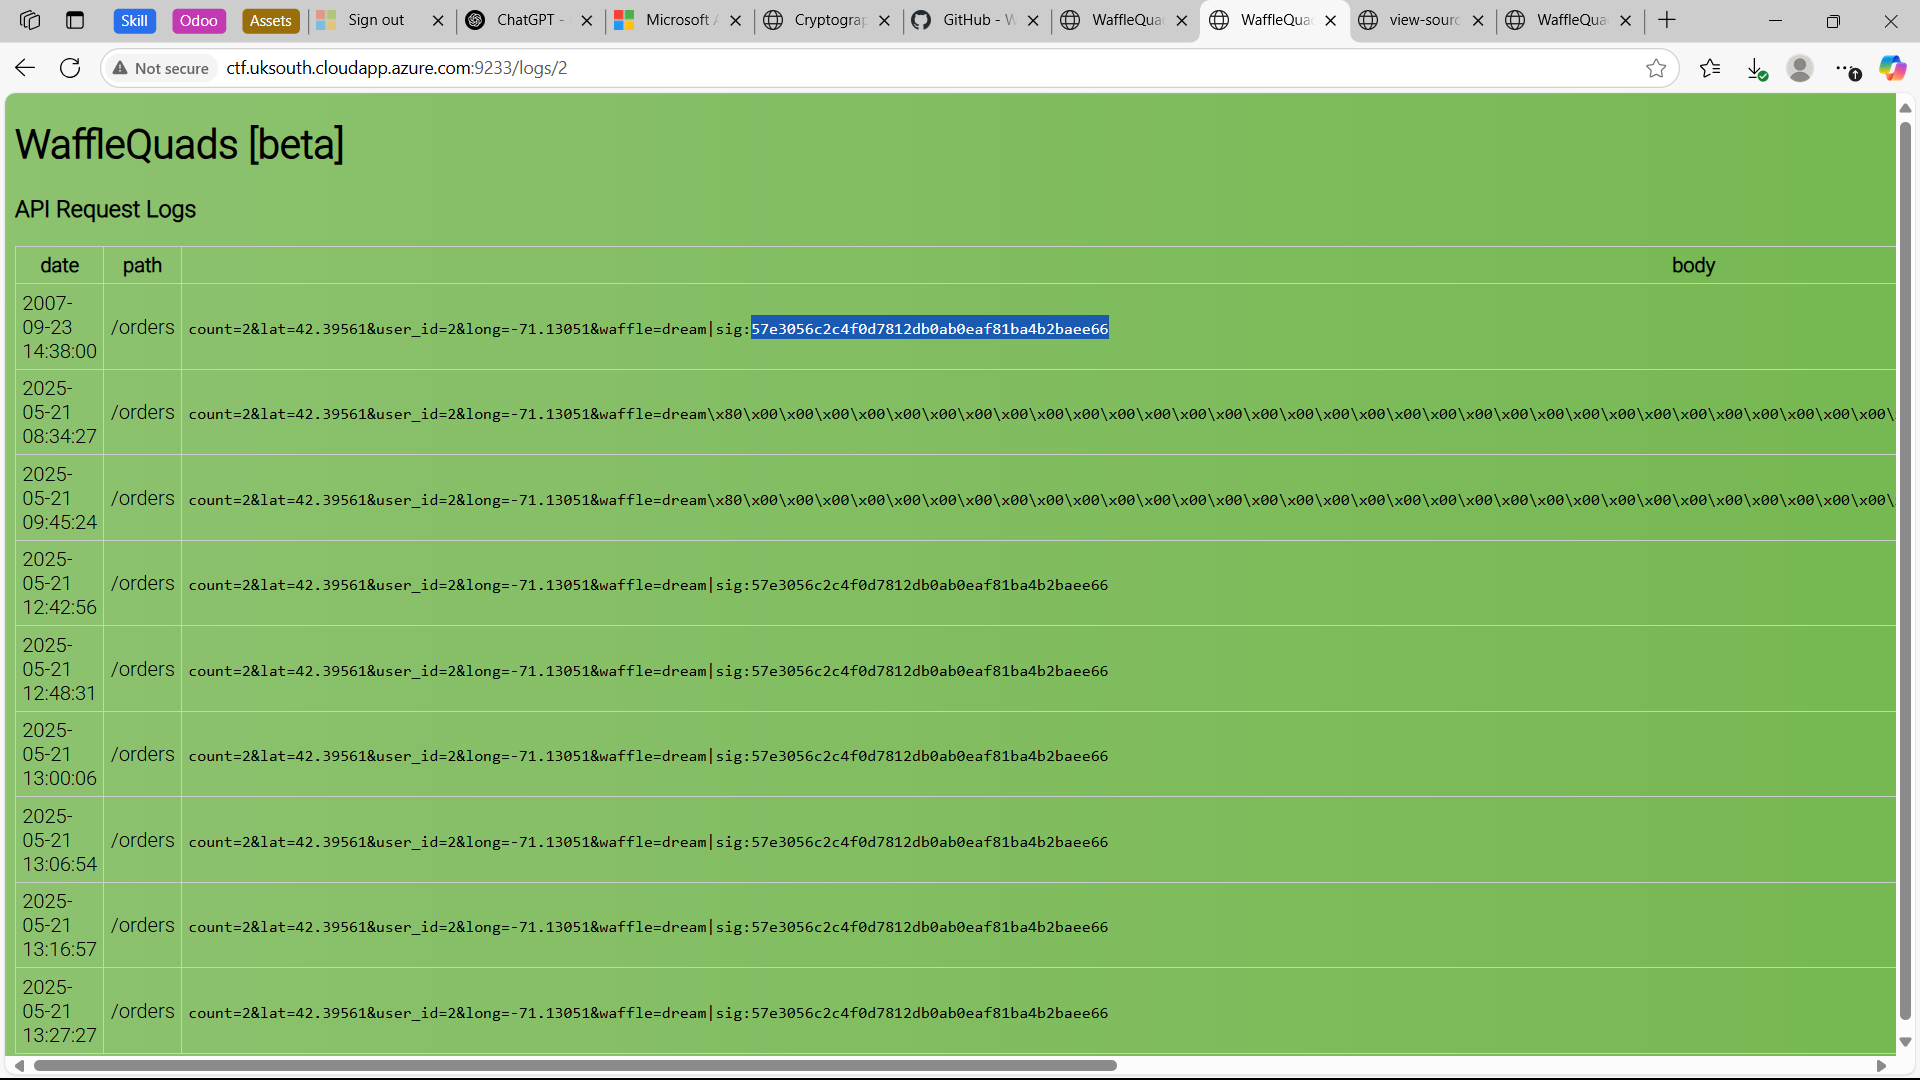 Skill
Odoo
Assets
Sign out
ChatGPT -
Microsoft
Cryptograp
GitHub - W
WaffleQua
WaffleQua
view-sourc
WaffleQua
Not secure
ctf.uksouth.cloudapp.azure.com:9233/logs/2
WaffleQuads [beta]
API Request Logs
date path body
2007-
09-23
14:38:00
/orders
count=2&lat=42.39561&user_id=2&long=-71.13051&waffle=dream|sig:57e3056c2c4f0d7812db0ab0eaf81ba4b2baee66
2025-
05-21
08:34:27
/orders
count=2&lat=42.39561&user_id=2&long=-71.13051&waffle=dream\x80\x00\x00\x00\x00\x00\x00\x00\x00\x00\x00\x00\x00\x00\x00\x00\x00\x00\x00\x00\x00\x00\x00\x00\x00\x00\x00\x00\x00\x00\x00\x00\x00\
2025-
05-21
09:45:24
/orders
count=2&lat=42.39561&user_id=2&long=-71.13051&waffle=dream\x80\x00\x00\x00\x00\x00\x00\x00\x00\x00\x00\x00\x00\x00\x00\x00\x00\x00\x00\x00\x00\x00\x00\x00\x00\x00\x00\x00\x00\x00\x00\x00\x00\
2025-
05-21
12:42:56
/orders
count=2&lat=42.39561&user_id=2&long=-71.13051&waffle=dream|sig:57e3056c2c4f0d7812db0ab0eaf81ba4b2baee66
2025-
05-21
12:48:31
/orders
count=2&lat=42.39561&user_id=2&long=-71.13051&waffle=dream|sig:57e3056c2c4f0d7812db0ab0eaf81ba4b2baee66
2025-
05-21
13:00:06
/orders
count=2&lat=42.39561&user_id=2&long=-71.13051&waffle=dream|sig:57e3056c2c4f0d7812db0ab0eaf81ba4b2baee66
2025-
05-21
13:06:54
/orders
count=2&lat=42.39561&user_id=2&long=-71.13051&waffle=dream|sig:57e3056c2c4f0d7812db0ab0eaf81ba4b2baee66
2025-
05-21
13:16:57
/orders
count=2&lat=42.39561&user_id=2&long=-71.13051&waffle=dream|sig:57e3056c2c4f0d7812db0ab0eaf81ba4b2baee66
2025-
05-21
13:27:27
/orders
count=2&lat=42.39561&user_id=2&long=-71.13051&waffle=dream|sig:57e3056c2c4f0d7812db0ab0eaf81ba4b2baee66